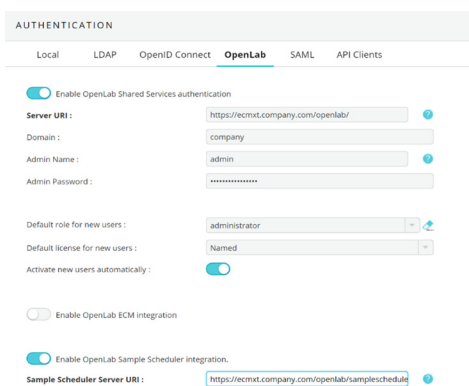 AUTHENTICATION
Local LDAP OpenID Connect OpenLab SAML API Clients
Enable OpenLab Shared Services authentication
Server URI : https://ecmxt.company.com/openlab/ ?
Domain : company
Admin Name : admin ?
Admin Password : ••••••••••••••••
Default role for new users : administrator
Default license for new users : Named
Activate new users automatically :
Enable OpenLab ECM integration
Enable OpenLab Sample Scheduler integration.
Sample Scheduler Server URI : https://ecmxt.company.com/openlab/sampleschedule ?